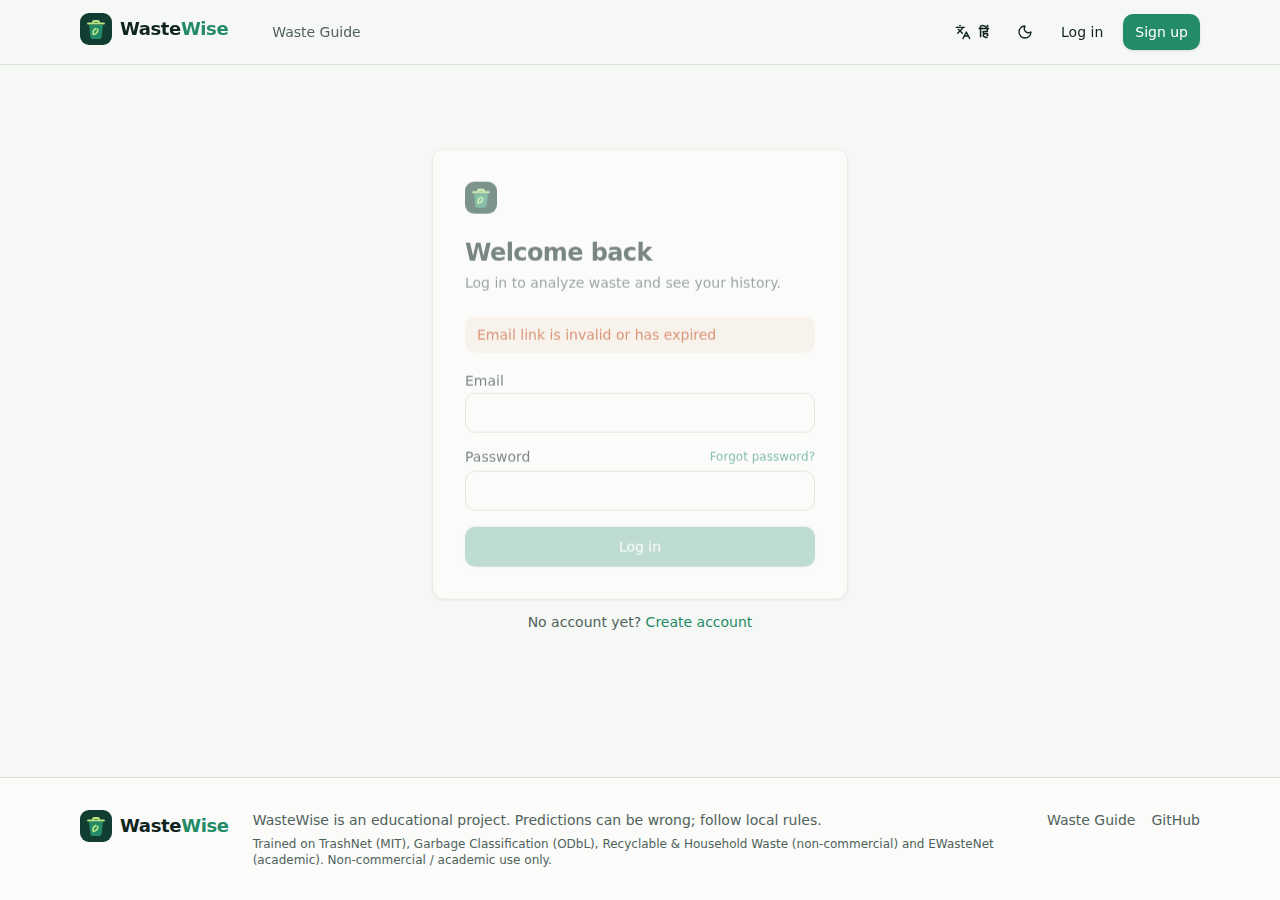 WasteWise
Waste Guide
हिं
Log in
Sign up
Welcome back
Log in to analyze waste and see your history.
Email link is invalid or has expired
Email
Password
Forgot password?
Log in
No account yet? Create account
WasteWise
WasteWise is an educational project. Predictions can be wrong; follow local rules.
Trained on TrashNet (MIT), Garbage Classification (ODbL), Recyclable & Household Waste (non-commercial) and EWasteNet
(academic). Non-commercial / academic use only.
Waste Guide
GitHub